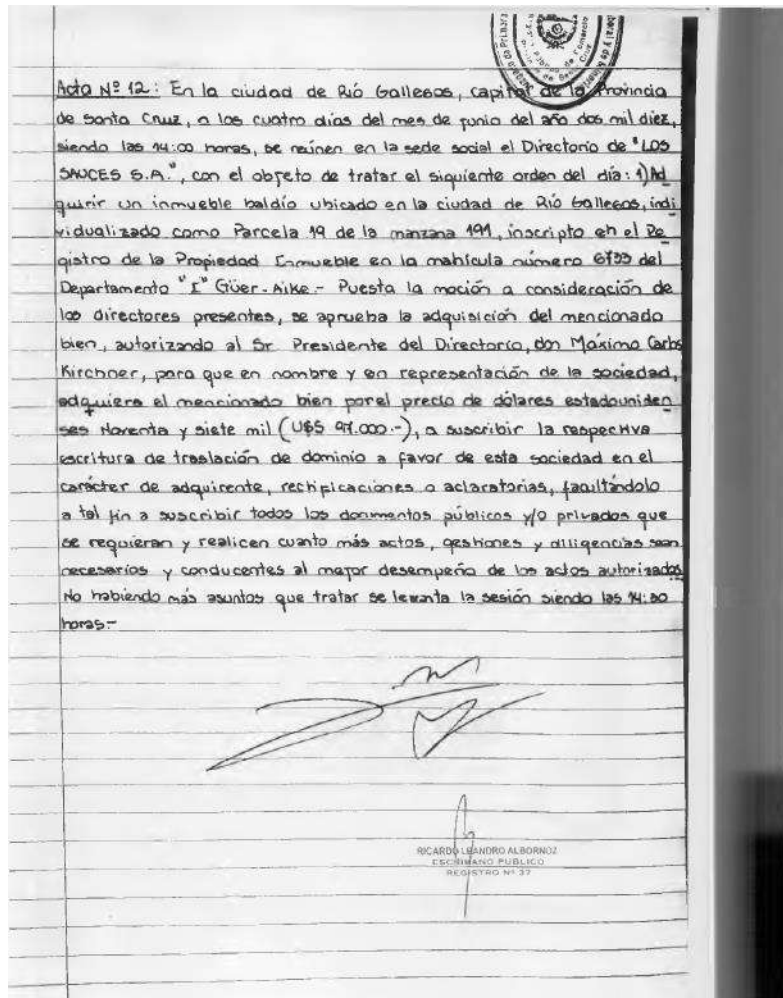 Acta Nº 12: En la ciudad de Rió Gallegos, capital de la Provincia
de Santa Cruz, a los cuatro días del mes de junio del año dos mil diez,
siendo las 14:00 horas, se reúnen en la sede social el Directorio de "LOS
SAUCES S.A.", con el objeto de tratar el siguiente orden del día: 1) Ad
quirir un inmueble baldío ubicado en la ciudad de Rió Gallegos, indi
vidualizado como Parcela 19 de la manzana 191, inscripto en el Re
gistro de la Propiedad Inmueble en la matrícula número 6793 del
Departamento "I" Güer-Aike.- Puesta la moción a consideración de
los directores presentes, se aprueba la adquisición del mencionado
bien, autorizando al Sr. Presidente del Directorio, don Máximo Carlos
Kirchner, para que en nombre y en representación de la sociedad,
adquiera el mencionado bien por el precio de dólares estadouniden
ses Noventa y siete mil (U$S 97.000.-), a suscribir la respectiva
escritura de traslación de dominio a favor de esta sociedad en el
carácter de adquirente, rectificaciones o aclaratorias, facultándolo
a tal fin a suscribir todos los documentos públicos y/o privados que
se requieran y realicen cuanto más actos, gestiones y diligencias sean
necesarios y conducentes al mejor desempeño de los actos autorizados
No habiendo más asuntos que tratar se levanta la sesión siendo las 14:30
horas.-
RICARDO LEANDRO ALBORNOZ
ESCRIBANO PUBLICO
REGISTRO Nº 37